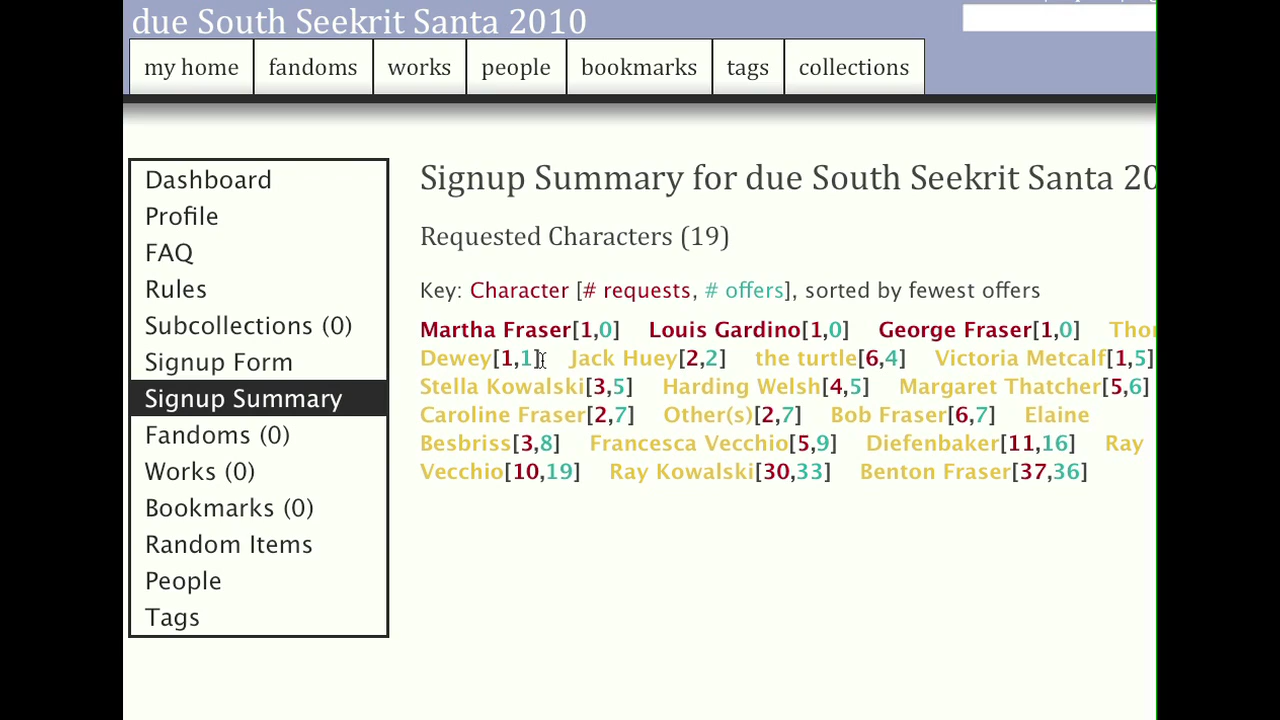 due South Seekrit Santa 2010
my home fandoms works people bookmarks tags collections
Dashboard
Profile
FAQ
Rules
Subcollections (0)
Signup Form
Signup Summary
Fandoms (0)
Works (0)
Bookmarks (0)
Random Items
People
Tags
Signup Summary for due South Seekrit Santa 20
Requested Characters (19)
Key: Character [# requests, # offers], sorted by fewest offers
Martha Fraser[1,0] Louis Gardino[1,0] George Fraser[1,0]
Dewey[1,1] Jack Huey[2,2] the turtle[6,4] Victoria Metcalf[1,5]
Stella Kowalski[3,5] Harding Welsh[4,5] Margaret Thatcher[5,6]
Caroline Fraser[2,7] Other(s)[2,7] Bob Fraser[6,7] Elaine
Besbriss[3,8] Francesca Vecchio[5,9] Diefenbaker[11,16] Ray
Vecchio[10,19] Ray Kowalski[30,33] Benton Fraser[37,36]